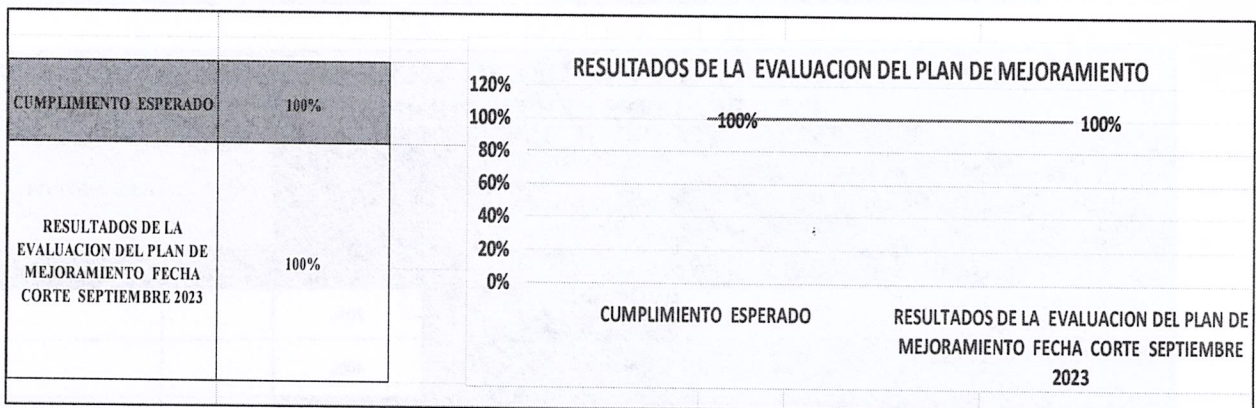 CUMPLIMIENTO ESPERADO 100%
RESULTADOS DE LA
EVALUACION DEL PLAN DE
MEJORAMIENTO FECHA
CORTE SEPTIEMBRE 2023
100%
RESULTADOS DE LA EVALUACION DEL PLAN DE MEJORAMIENTO
120%
100%
80%
60%
40%
20%
0%
100%
100%
CUMPLIMIENTO ESPERADO
RESULTADOS DE LA EVALUACION DEL PLAN DE
MEJORAMIENTO FECHA CORTE SEPTIEMBRE
2023